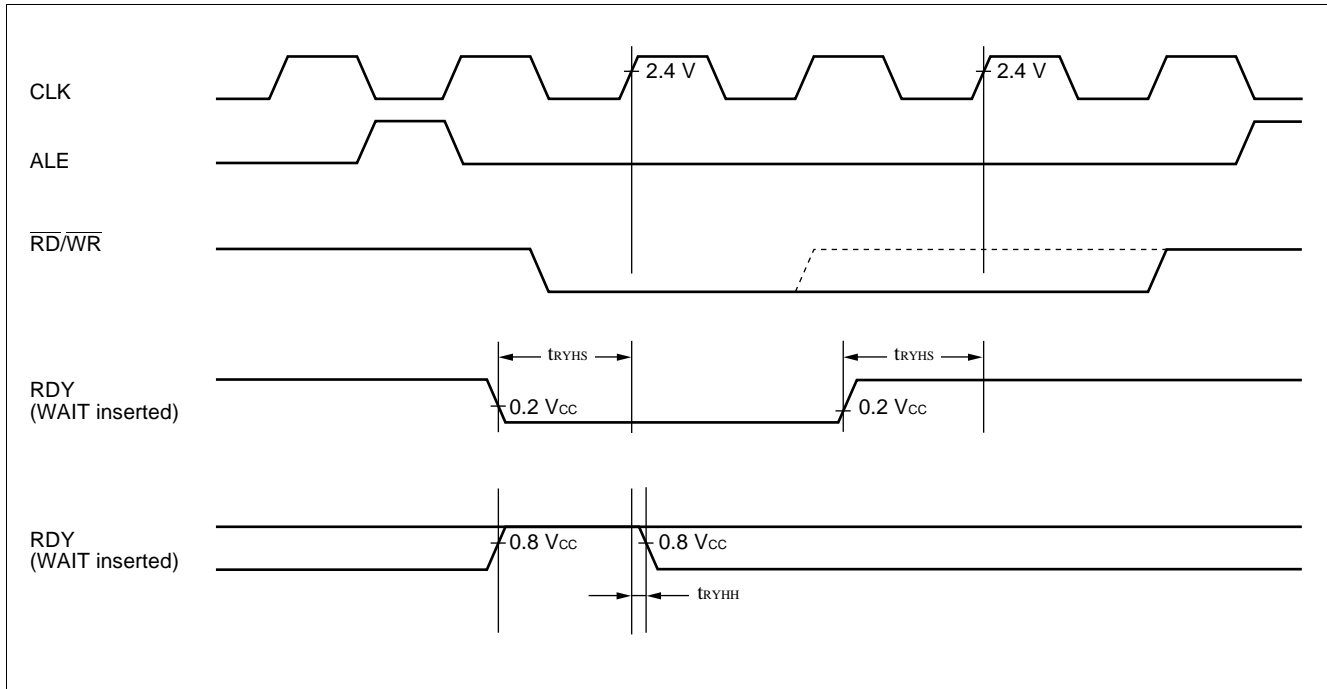 CLK
2.4 V
2.4 V
ALE
RD/WR
tRYHS
tRYHS
RDY
(WAIT inserted)
0.2 VCC
0.2 VCC
RDY
(WAIT inserted)
0.8 VCC
0.8 VCC
tRYHH